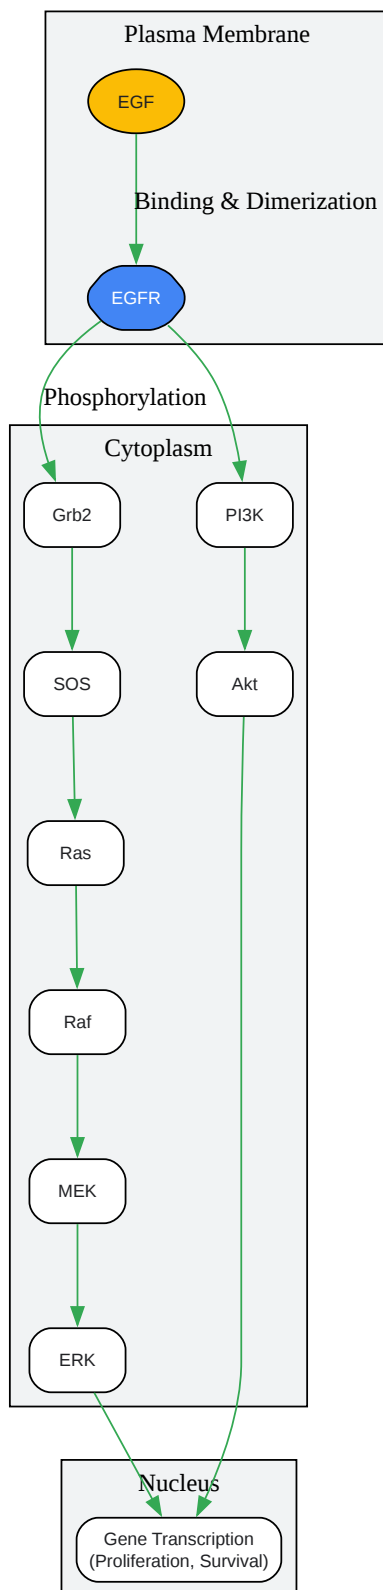 Plasma Membrane
EGF
Binding & Dimerization
EGFR
Phosphorylation
Cytoplasm
Grb2
PI3K
SOS
Akt
Ras
Raf
MEK
ERK
Nucleus
Gene Transcription
(Proliferation, Survival)